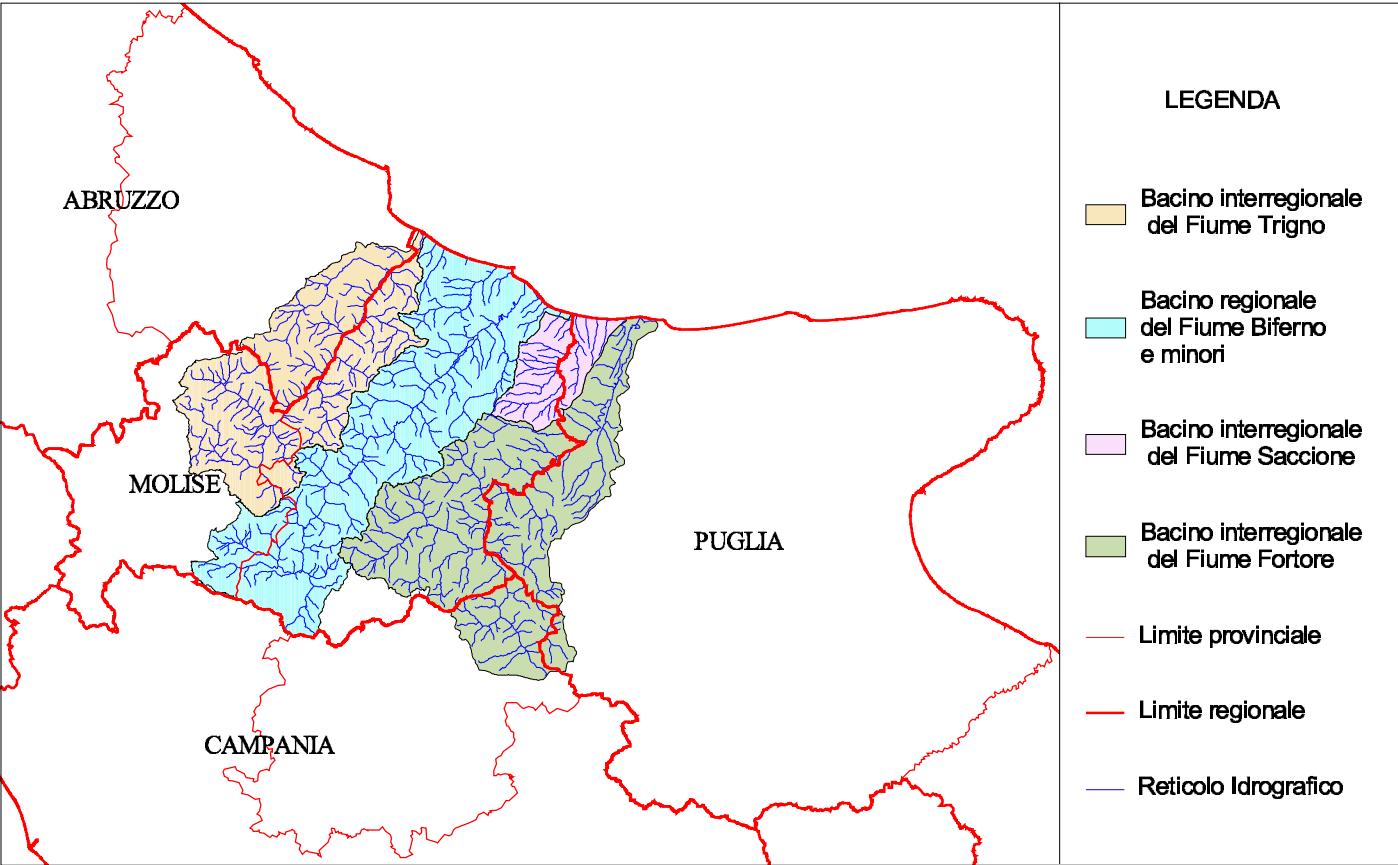 ABRUZZO
MOLISE
PUGLIA
CAMPANIA
LEGENDA
Bacino interregionale
del Fiume Trigno
Bacino regionale
del Fiume Biferno
e minori
Bacino interregionale
del Fiume Saccione
Bacino interregionale
del Fiume Fortore
Limite provinciale
Limite regionale
Reticolo Idrografico